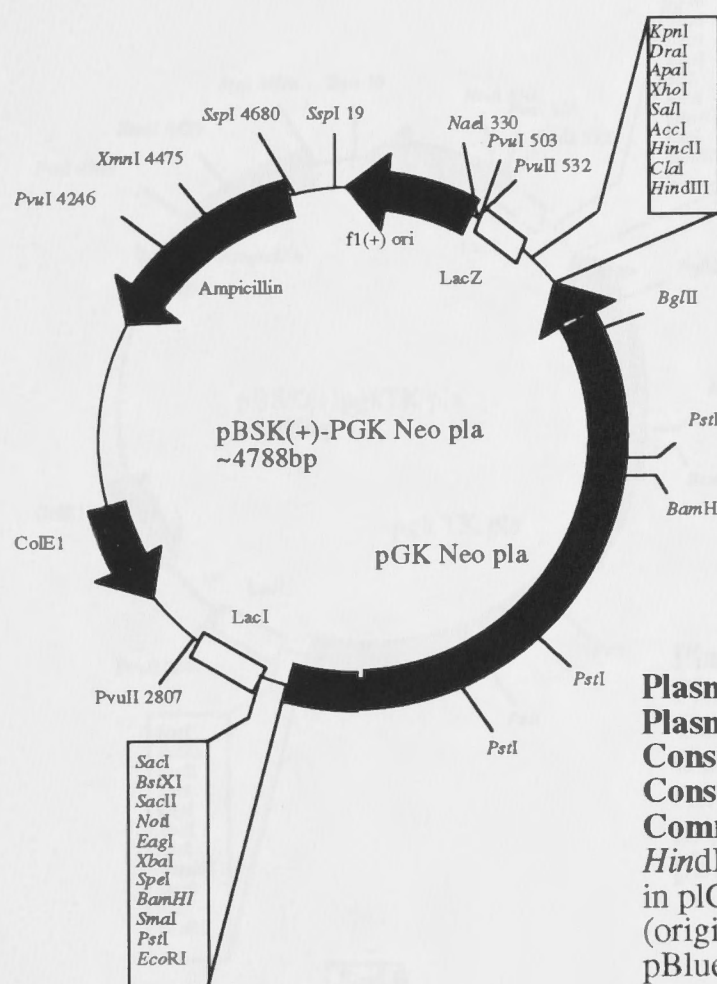 KpnI
DraI
ApaI
XhoI
SalI
AccI
HincII
ClaI
HindIII
SspI 4680
SspI 19
NaeI 330
PvuI 503
PvuII 532
XmnI 4475
PvuI 4246
f1(+) ori
LacZ
Ampicillin
BglII
PstI
BamH
pBSK(+)-PGK Neo pla
~4788bp
pGK Neo pla
ColE1
LacI
PvuII 2807
PstI
PstI
SacI
BstXI
SacII
NotI
EagI
XbaI
SpeI
BamHI
SmaI
PstI
EcoRI
Plasm
Plasm
Cons
Cons
Comm
HindI
in plC
(origi
pBlue